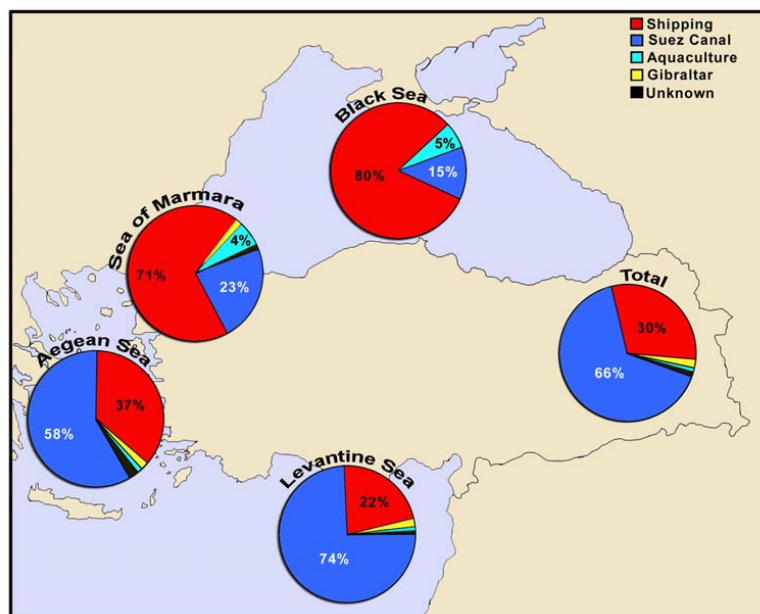 Shipping
Suez Canal
Aquaculture
Gibraltar
Unknown
Black Sea
5%
80%
15%
Sea of Marmara
4%
71%
23%
Total
30%
66%
Aegean Sea
37%
58%
Levantine Sea
22%
74%